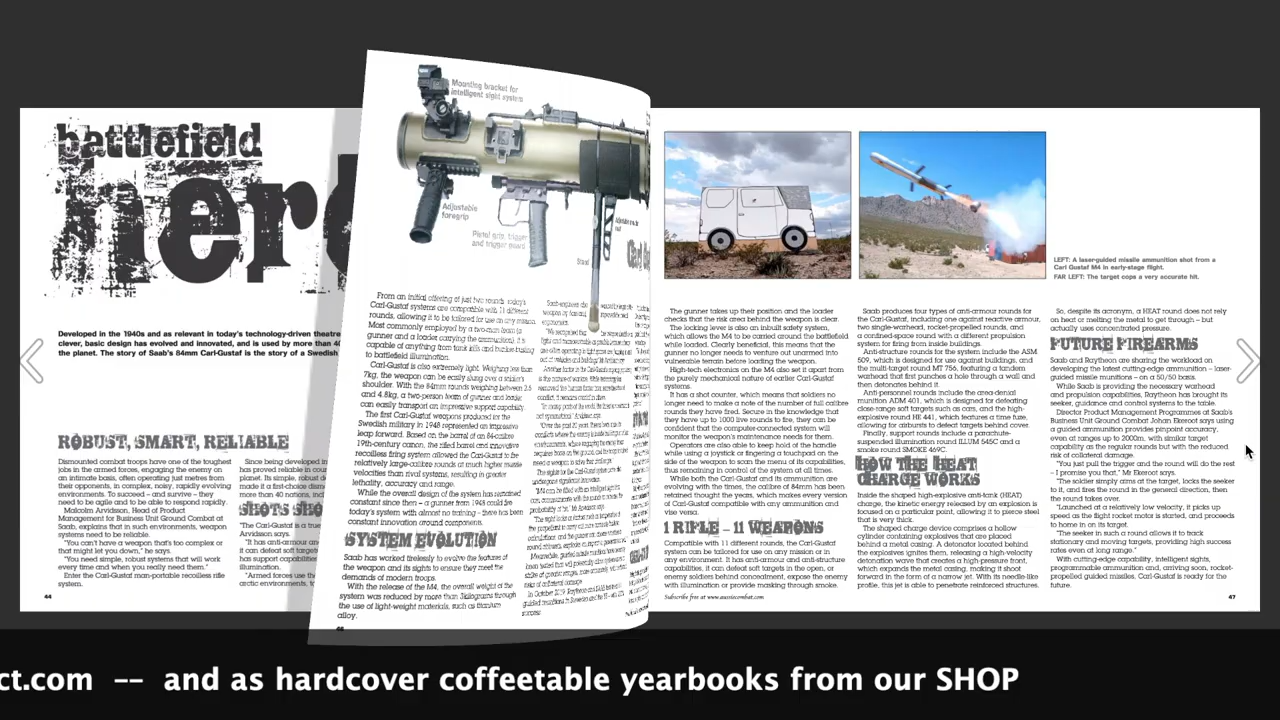 battlefield
her
Developed in the 1940s and as relevant in today's technology-driven theatre
clever, basic design has evolved and innovated, and is used by more than 40
the planet. The story of Saab's 84mm Carl-Gustaf is the story of a Swedish
ROBUST, SMART, RELIABLE
Dismounted combat troops have one of the toughest
jobs in the armed forces, engaging the enemy on
an intimate basis, often operating just metres from
their opponents, in complex, noisy, rapidly evolving
environments. To succeed – and survive – they
need to be agile and to be able to respond rapidly.
Malcolm Arvidsson, Head of Product
Management for Business Unit Ground Combat at
Saab, explains that in such environments, weapon
systems need to be reliable.
"You can't have a weapon that's too complex or
that might let you down," he says.
"You need simple, robust systems that will work
every time and when you really need them."
Enter the Carl-Gustaf man-portable recoilless rifle
system.
44
Since being developed in
has proved reliable in count
planet. Its simple, robust de
made it a first-choice dismo
more than 40 nations, inclu
SHOTS SHO
"The Carl-Gustaf is a true
Arvidsson says.
"It has anti-armour an
it can defeat soft target
illumination.
"Armed forces use th
arctic environments, t
Mounting bracket for
intelligent sight system
Adjustable
foregrip
Pistol grip, trigger
and trigger guard
Stand
From an initial offering of just two rounds, today's
Carl-Gustaf systems are compatible with 11 different
rounds, allowing it to be tailored for use on any mission.
Most commonly employed by a two-man team (a
gunner and a loader carrying the ammunition), it is
capable of anything from tank kills and bunker-busting
to battlefield illumination.
Carl-Gustaf is also extremely light. Weighing less than
7kg, the weapon can be easily slung over a soldier's
shoulder. With the 84mm rounds weighing between 2.5
and 4.8kg, a two-person team of gunner and loader
can easily transport an impressive support capability.
The first Carl-Gustaf weapons produced for the
Swedish military in 1948 represented an impressive
leap forward. Based on the barrel of an 84-calibre
19th-century canon, the rifled barrel and innovative
recoilless firing system allowed the Carl-Gustaf to fire
relatively large-calibre rounds at much higher muzzle
velocities than rival systems, resulting in greater
lethality, accuracy and range.
While the overall design of the system has remained
constant since then – a gunner from 1948 could fire
today's system with almost no training – there has been
constant innovation around components.
SYSTEM EVOLUTION
Saab has worked tirelessly to evolve the features of
the weapon and its sights to ensure they meet the
demands of modern troops.
With the release of the M4, the overall weight of the
system was reduced by more than 3kilograms through
the use of light-weight materials, such as titanium
alloy.
46
LEFT: A laser-guided missile ammunition shot from a
Carl Gustaf M4 in early-stage flight.
FAR LEFT: The target cops a very accurate hit.
The gunner takes up their position and the loader
checks that the risk area behind the weapon is clear.
The locking lever is also an inbuilt safety system,
which allows the M4 to be carried around the battlefield
while loaded. Clearly beneficial, this means that the
gunner no longer needs to venture out unarmed into
vulnerable terrain before loading the weapon.
High-tech electronics on the M4 also set it apart from
the purely mechanical nature of earlier Carl-Gustaf
systems.
It has a shot counter, which means that soldiers no
longer need to make a note of the number of full calibre
rounds they have fired. Secure in the knowledge that
they have up to 1000 live rounds to fire, they can be
confident that the computer-connected system will
monitor the weapon's maintenance needs for them.
Operators are also able to keep hold of the handle
while using a joystick or fingering a touchpad on the
side of the weapon to scan the menu of its capabilities,
thus remaining in control of the system at all times.
While both the Carl-Gustaf and its ammunition are
evolving with the times, the calibre of 84mm has been
retained thought the years, which makes every version
of Carl-Gustaf compatible with any ammunition and
vise versa.
1 RIFLE – 11 WEAPONS
Compatible with 11 different rounds, the Carl-Gustaf
system can be tailored for use on any mission or in
any environment. It has anti-armour and anti-structure
capability, it can defeat soft targets in the open, or
enemy soldiers behind concealment, expose the enemy
with illumination or provide masking through smoke.
Subscribe free at www.aussiecombat.com
Saab produces four types of anti-armour rounds for
the Carl-Gustaf, including one against reactive armour,
two single-warhead, rocket-propelled rounds, and
a confined-space round with a different propulsion
system for firing from inside buildings.
Anti-structure rounds for the system include the ASM
509, which is designed for use against buildings, and
the multi-target round MT 756, featuring a tandem
warhead that first punches a hole through a wall and
then detonates behind it.
Anti-personnel rounds include the area denial
munition ADM 401, which is designed for defeating
close-range soft targets such as cars, and the high-
explosive round HE 441, which features a time fuze,
allowing for airbursts to defeat targets behind cover.
Finally, support rounds include a parachute-
suspended illumination round ILLUM 545C and a
smoke round SMOKE 469C.
HOW THE HEAT
CHARGE WORKS
Inside the shaped high-explosive anti-tank (HEAT)
charge, the kinetic energy released by an explosion is
focused on a particular point, allowing it to pierce steel
that is very thick.
The shaped charge device comprises a hollow
cylinder containing explosives that are placed
behind a metal casing. A detonator located behind
the explosives ignites them, releasing a high-velocity
detonation wave that creates a high-pressure front,
which expands the metal casing, making it shoot
forward in the form of a narrow jet. With its needle-like
profile, this jet is able to penetrate reinforced structures.
So, despite its acronym, a HEAT round does not rely
on heat or melting the metal to get through – but
actually uses concentrated pressure.
FUTURE FIREARMS
Saab and Raytheon are sharing the workload on
developing the latest cutting-edge ammunition – laser-
guided missile munitions – on a 50/50 basis.
While Saab is providing the necessary warhead
and propulsion capabilities, Raytheon has brought its
seeker, guidance and control systems to the table.
Director Product Management Programmes at Saab's
Business Unit Ground Combat Johan Ekeroot says using
a guided ammunition provides pinpoint accuracy,
even at ranges up to 2000m, with similar target
capability as the regular rounds but with the reduced
risk of collateral damage.
"You just pull the trigger and the round will do the rest
– I promise you that," Mr Ekeroot says.
"The soldier simply aims at the target, locks the seeker
to it, and fires the round in the general direction, then
the round takes over.
"Launched at a relatively low velocity, it picks up
speed as the flight rocket motor is started, and proceeds
to home in on its target.
"The seeker in such a round allows it to track
stationary and moving targets, providing high success
rates even at long range."
With cutting-edge capability, intelligent sights,
programmable ammunition and, arriving soon, rocket-
propelled guided missiles, Carl-Gustaf is ready for the
future.
47
ct.com -- and as hardcover coffeetable yearbooks from our SHOP